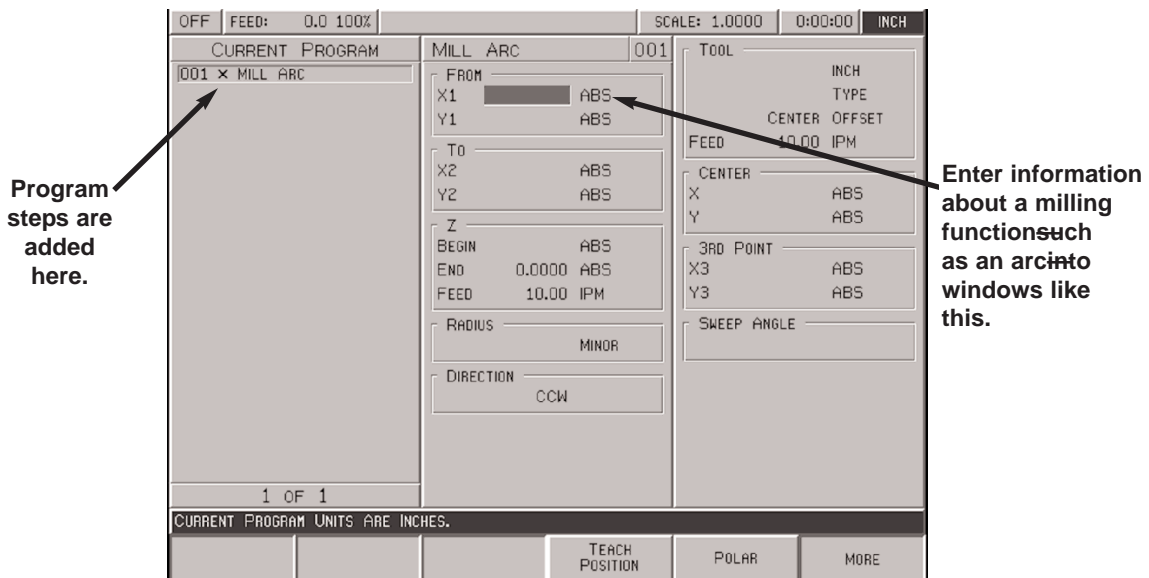 OFF FEED: 0.0 100% SCALE: 1.0000 0:00:00 INCH
CURRENT PROGRAM
001 × MILL ARC
1 OF 1
MILL ARC 001
FROM
X1 ABS
Y1 ABS
TO
X2 ABS
Y2 ABS
Z
BEGIN ABS
END 0.0000 ABS
FEED 10.00 IPM
RADIUS
MINOR
DIRECTION
CCW
TOOL
INCH
TYPE
CENTER OFFSET
FEED 10.00 IPM
CENTER
X ABS
Y ABS
3RD POINT
X3 ABS
Y3 ABS
SWEEP ANGLE
CURRENT PROGRAM UNITS ARE INCHES.
TEACH
POSITION
POLAR
MORE
Program
steps are
added
here.
Enter information
about a milling
function—such
as an arc—into
windows like
this.